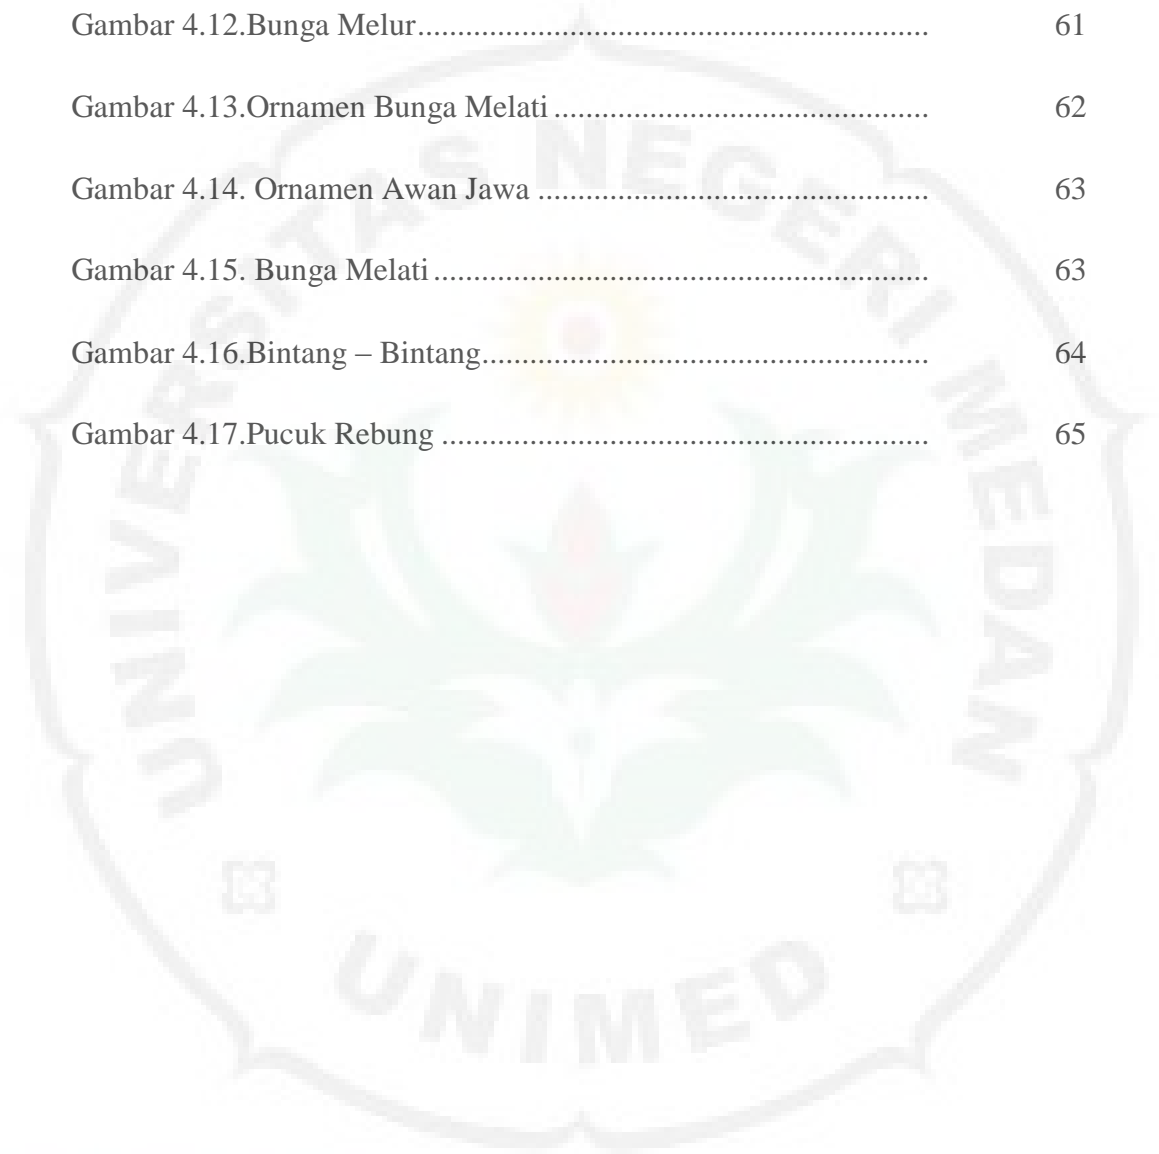 Gambar 4.12.Bunga Melur................................................................ 61
Gambar 4.13.Ornamen Bunga Melati............................................... 62
Gambar 4.14. Ornamen Awan Jawa ................................................. 63
Gambar 4.15. Bunga Melati.............................................................. 63
Gambar 4.16.Bintang – Bintang........................................................ 64
Gambar 4.17.Pucuk Rebung ............................................................. 65
UNIVERSITAS NEGERI MEDAN
UNIMED